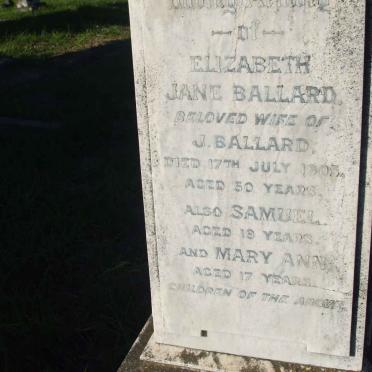 of
ELIZABETH
JANE BALLARD.
BELOVED WIFE OF
J. BALLARD.
DIED 17TH JULY
AGED 50 YEARS.
ALSO SAMUEL.
AGED 19 YEARS.
AND MARY ANN
AGED 17 YEARS.
CHILDREN OF THE ABOVE